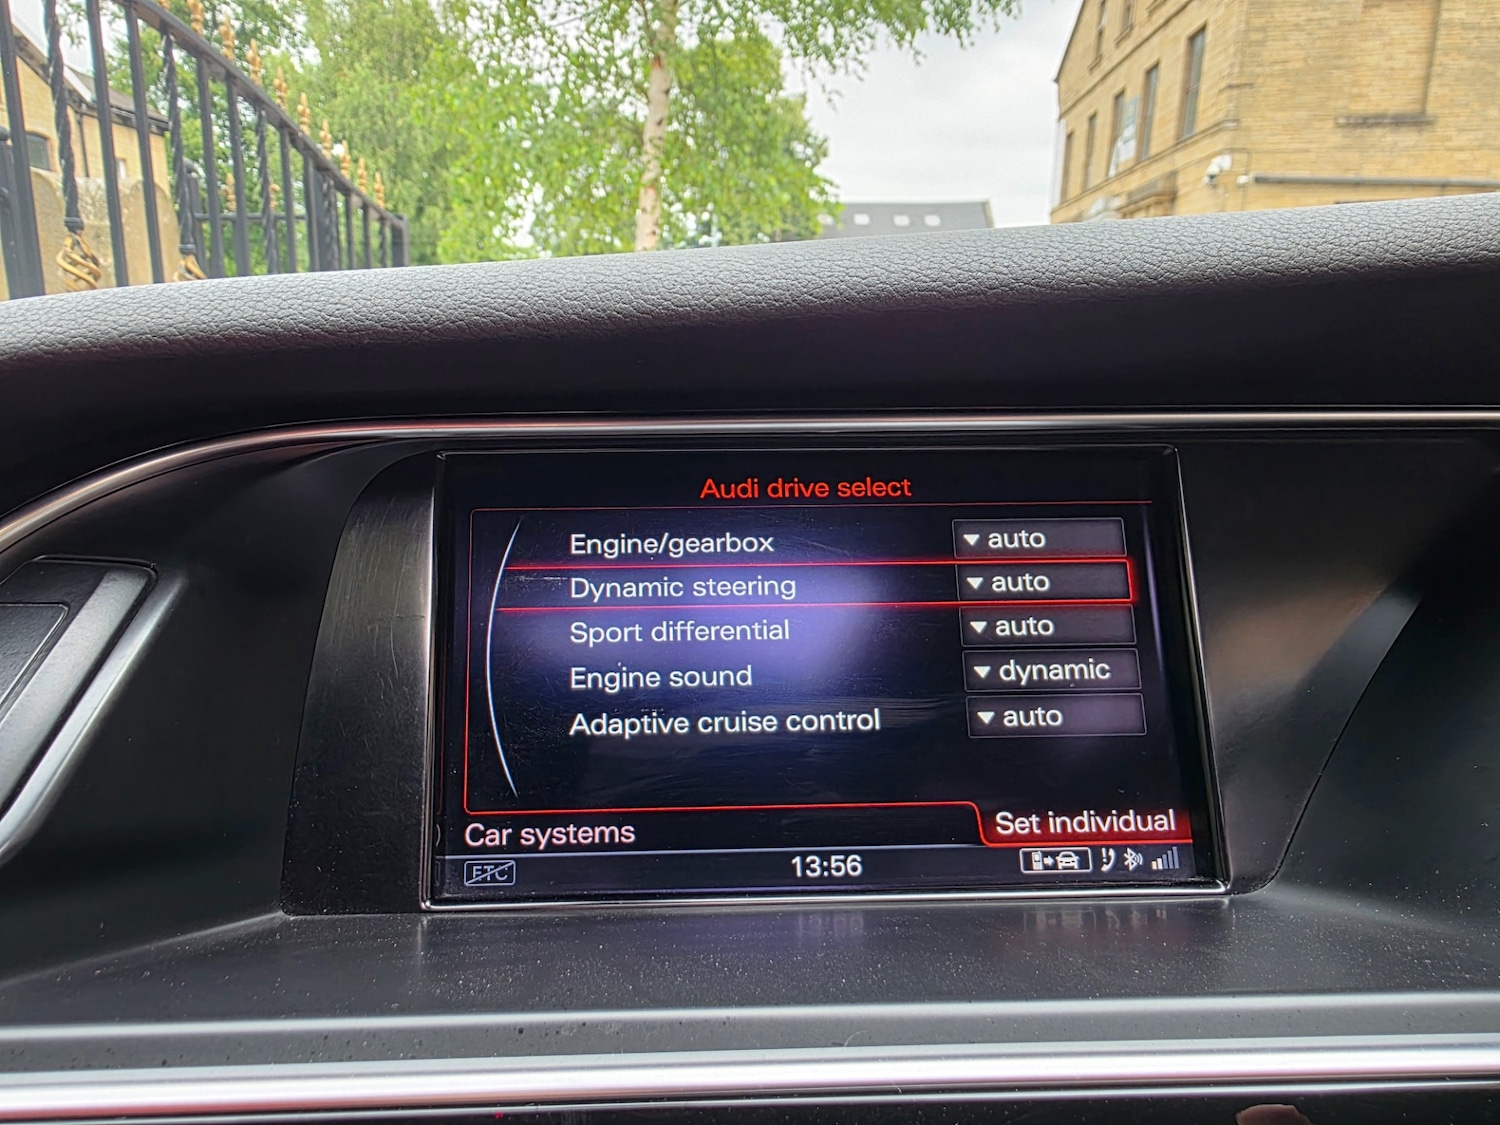 Audi drive select
Engine/gearbox auto
Dynamic steering auto
Sport differential auto
Engine sound dynamic
Adaptive cruise control auto
Car systems Set individual
ETC 13:56